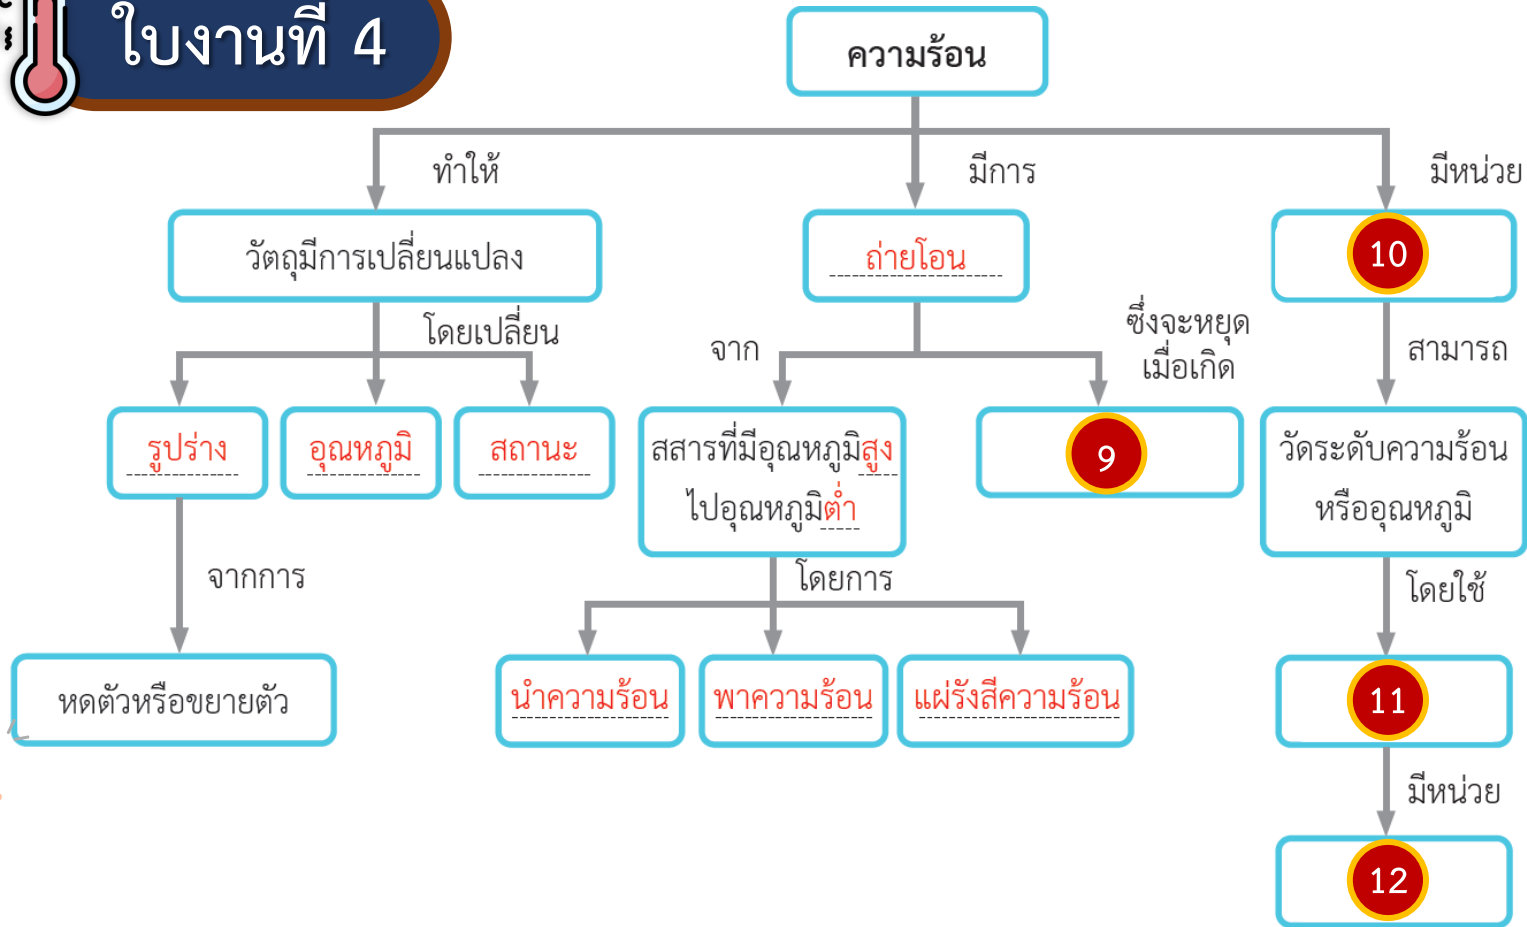 ใบงานที่ 4
ความร้อน
ทำให้
มีการ
มีหน่วย
วัตถุมีการเปลี่ยนแปลง
ถ่ายโอน
10
โดยเปลี่ยน
จาก
ซึ่งจะหยุด
เมื่อเกิด
สามารถ
รูปร่าง
อุณหภูมิ
สถานะ
สสารที่มีอุณหภูมิสูง
ไปอุณหภูมิต่ำ
9
วัดระดับความร้อน
หรืออุณหภูมิ
จากการ
โดยการ
โดยใช้
หดตัวหรือขยายตัว
นำความร้อน
พาความร้อน
แผ่รังสีความร้อน
11
มีหน่วย
12